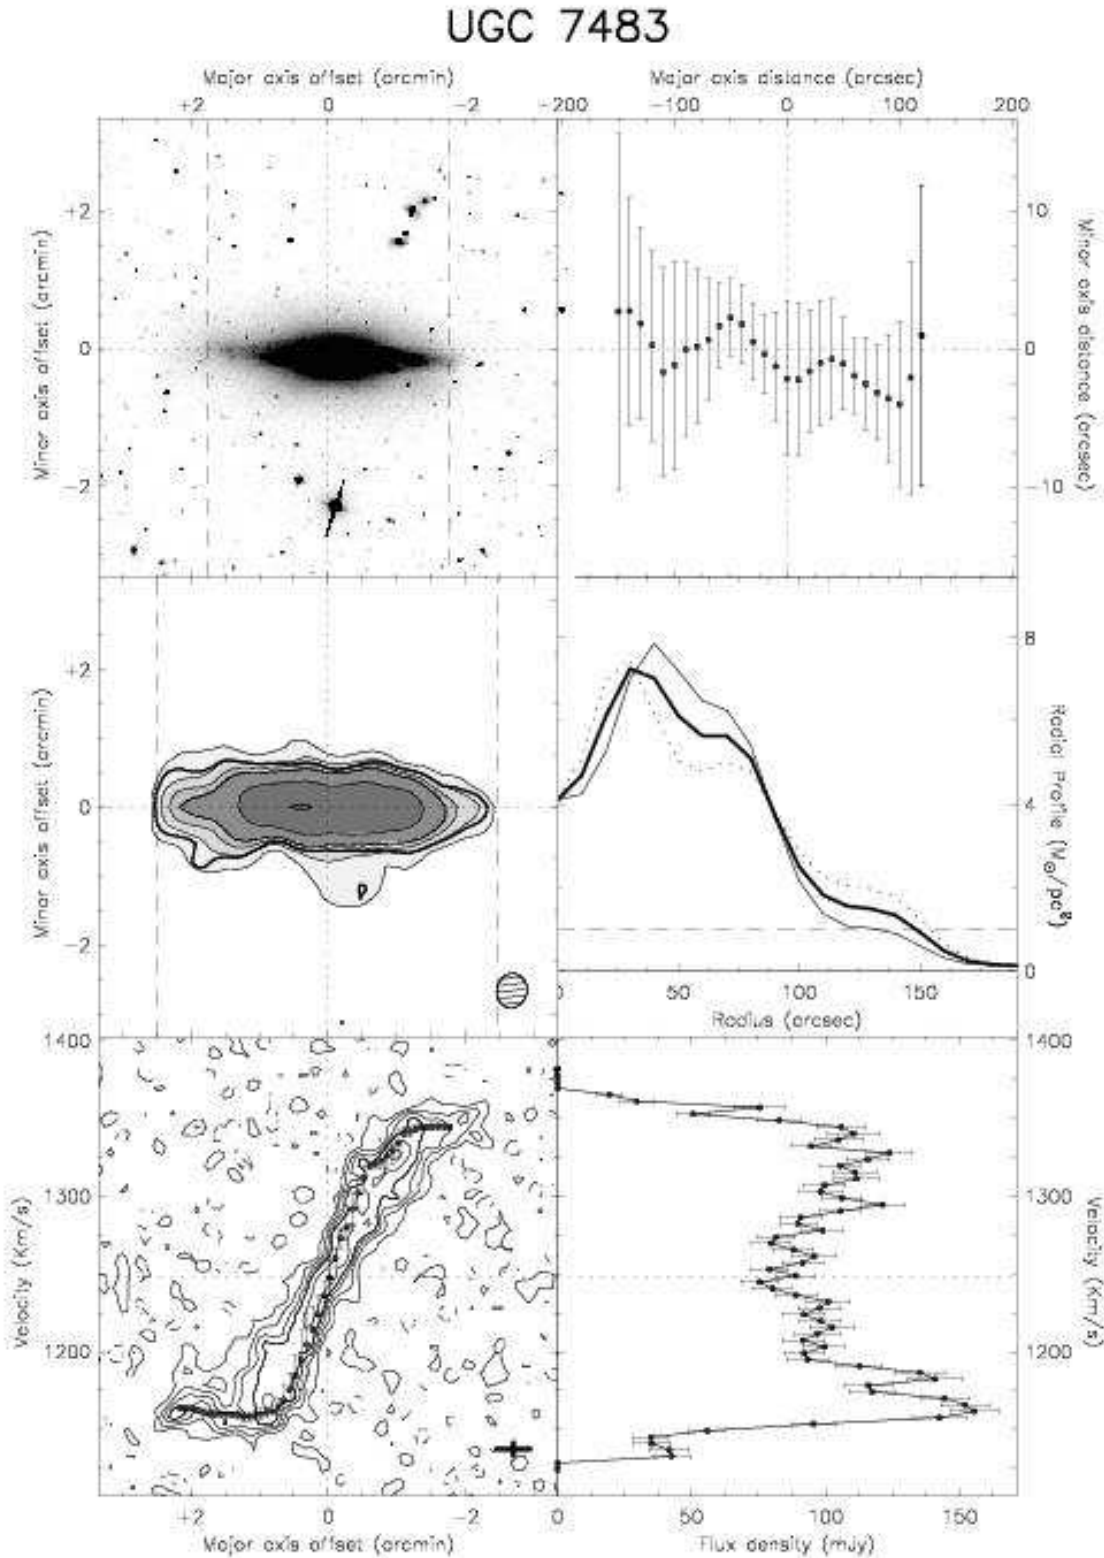 UGC 7483
Major axis offset (arcmin)
Major axis distance (arcsec)
+2 0 -2
+200 -100 0 100 200
Minor axis offset (arcmin)
+2
0
-2
10
0
-10
Minor axis distance (arcsec)
Minor axis offset (arcmin)
+2
0
-2
8
4
0
Radial Profile (M⊙/pc²)
0 50 100 150
Radius (arcsec)
Velocity (Km/s)
1400
1300
1200
1400
1300
1200
Velocity (Km/s)
+2 0 -2
Major axis offset (arcmin)
0 50 100 150
Flux density (mJy)